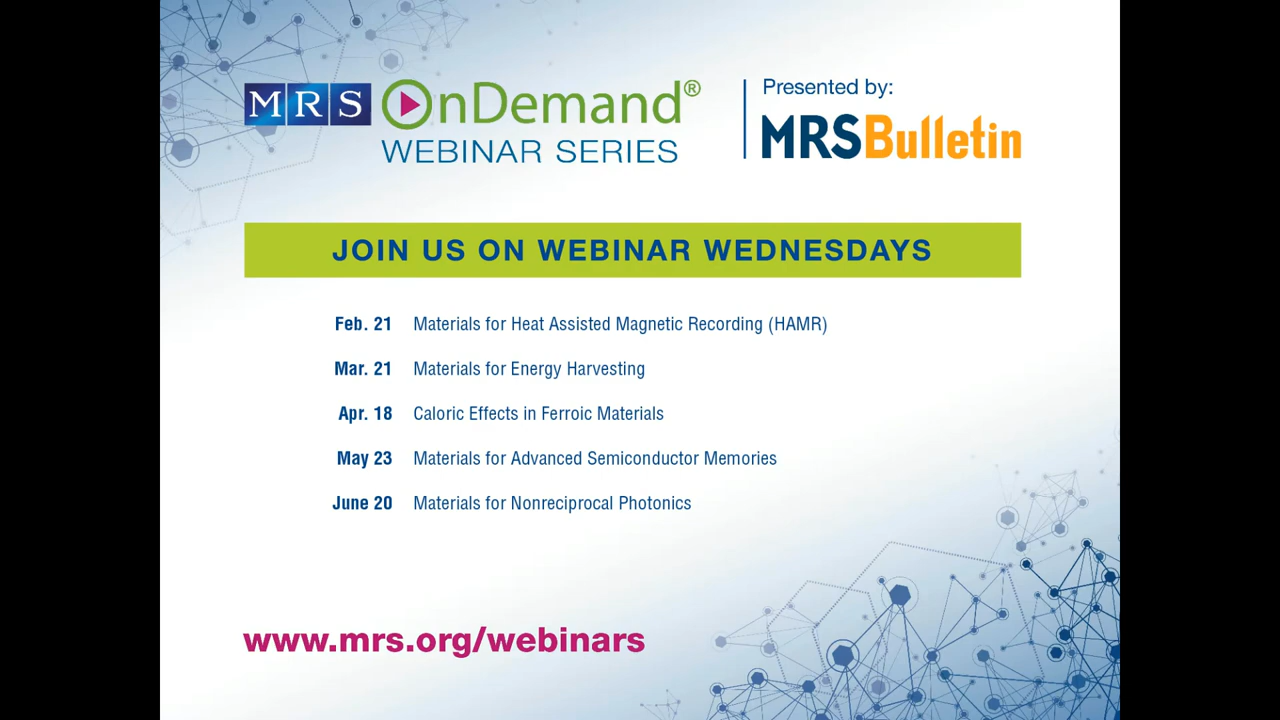 MRS OnDemand®
WEBINAR SERIES
Presented by:
MRS Bulletin
JOIN US ON WEBINAR WEDNESDAYS
Feb. 21 Materials for Heat Assisted Magnetic Recording (HAMR)
Mar. 21 Materials for Energy Harvesting
Apr. 18 Caloric Effects in Ferroic Materials
May 23 Materials for Advanced Semiconductor Memories
June 20 Materials for Nonreciprocal Photonics
www.mrs.org/webinars